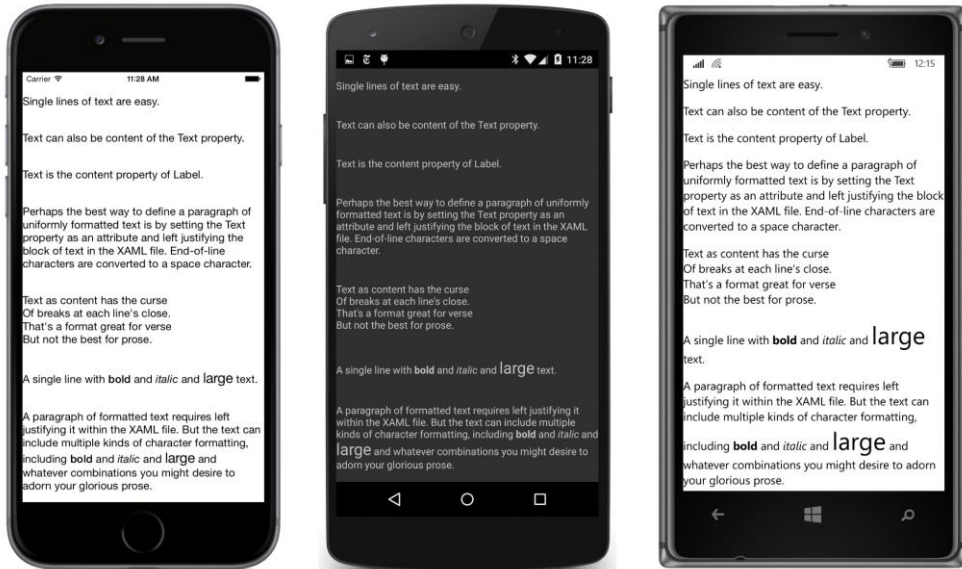 Carrier 11:28 AM
Single lines of text are easy.
Text can also be content of the Text property.
Text is the content property of Label.
Perhaps the best way to define a paragraph of
uniformly formatted text is by setting the Text
property as an attribute and left justifying the
block of text in the XAML file. End-of-line
characters are converted to a space character.
Text as content has the curse
Of breaks at each line's close.
That's a format great for verse
But not the best for prose.
A single line with bold and italic and large text.
A paragraph of formatted text requires left
justifying it within the XAML file. But the text can
include multiple kinds of character formatting,
including bold and italic and large and
whatever combinations you might desire to
adorn your glorious prose.
11:28
Single lines of text are easy.
Text can also be content of the Text property.
Text is the content property of Label.
Perhaps the best way to define a paragraph of uniformly
formatted text is by setting the Text property as an
attribute and left justifying the block of text in the XAML
file. End-of-line characters are converted to a space
character.
Text as content has the curse
Of breaks at each line's close.
That's a format great for verse
But not the best for prose.
A single line with bold and italic and large text.
A paragraph of formatted text requires left justifying it
within the XAML file. But the text can include multiple
kinds of character formatting, including bold and italic and
large and whatever combinations you might desire to
adorn your glorious prose.
12:15
Single lines of text are easy.
Text can also be content of the Text property.
Text is the content property of Label.
Perhaps the best way to define a paragraph of
uniformly formatted text is by setting the Text
property as an attribute and left justifying the block
of text in the XAML file. End-of-line characters are
converted to a space character.
Text as content has the curse
Of breaks at each line's close.
That's a format great for verse
But not the best for prose.
A single line with bold and italic and large
text.
A paragraph of formatted text requires left
justifying it within the XAML file. But the text can
include multiple kinds of character formatting,
including bold and italic and large and
whatever combinations you might desire to adorn
your glorious prose.